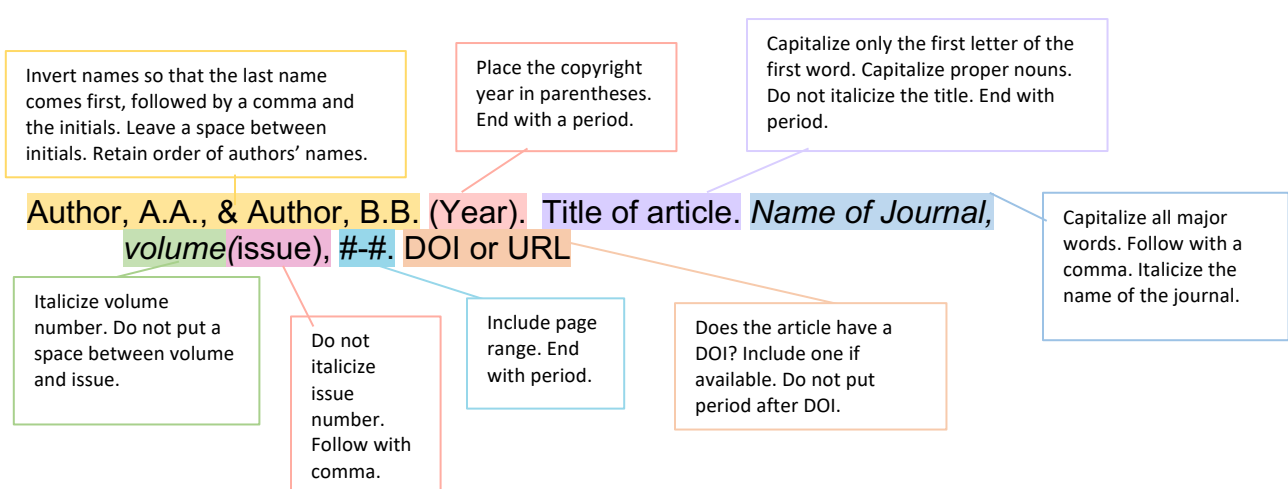 Invert names so that the last name
comes first, followed by a comma and
the initials. Leave a space between
initials. Retain order of authors’ names.
Place the copyright
year in parentheses.
End with a period.
Capitalize only the first letter of the
first word. Capitalize proper nouns.
Do not italicize the title. End with
period.
Author, A.A., & Author, B.B. (Year). Title of article. Name of Journal,
volume(issue), #-#. DOI or URL
Capitalize all major
words. Follow with a
comma. Italicize the
name of the journal.
Italicize volume
number. Do not put a
space between volume
and issue.
Do not
italicize
issue
number.
Follow with
comma.
Include page
range. End
with period.
Does the article have a
DOI? Include one if
available. Do not put
period after DOI.